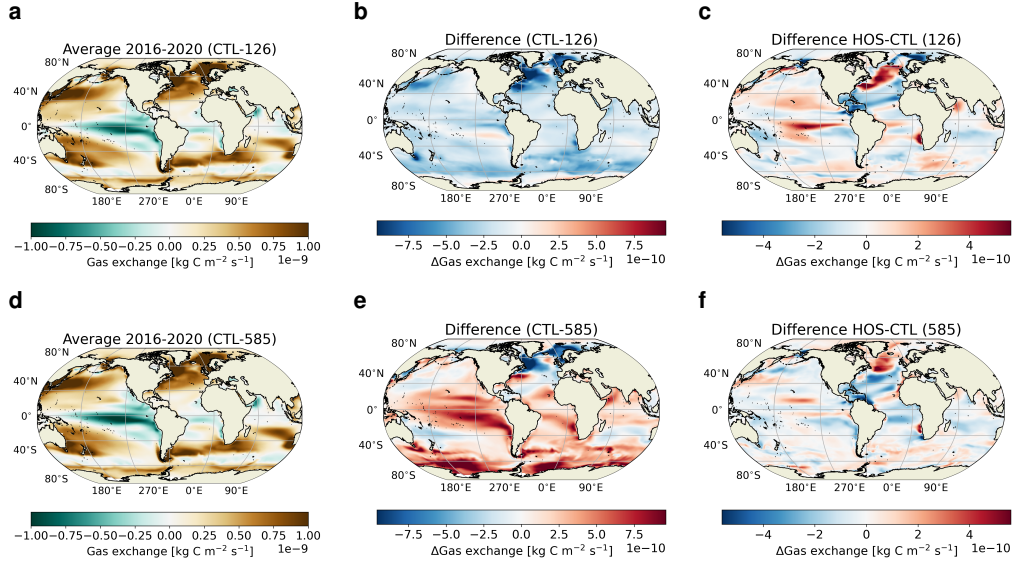 a
Average 2016-2020 (CTL-126)
80°N
40°N
0°
40°S
80°S
180°E 270°E 0°E 90°E
−1.00 −0.75 −0.50 −0.25 0.00 0.25 0.50 0.75 1.00
1e−9
Gas exchange [kg C m⁻² s⁻¹]
b
Difference (CTL-126)
80°N
40°N
0°
40°S
80°S
180°E 270°E 0°E 90°E
−7.5 −5.0 −2.5 0.0 2.5 5.0 7.5
1e−10
ΔGas exchange [kg C m⁻² s⁻¹]
c
Difference HOS-CTL (126)
80°N
40°N
0°
40°S
80°S
180°E 270°E 0°E 90°E
−4 −2 0 2 4
1e−10
ΔGas exchange [kg C m⁻² s⁻¹]
d
Average 2016-2020 (CTL-585)
80°N
40°N
0°
40°S
80°S
180°E 270°E 0°E 90°E
−1.00 −0.75 −0.50 −0.25 0.00 0.25 0.50 0.75 1.00
1e−9
Gas exchange [kg C m⁻² s⁻¹]
e
Difference (CTL-585)
80°N
40°N
0°
40°S
80°S
180°E 270°E 0°E 90°E
−7.5 −5.0 −2.5 0.0 2.5 5.0 7.5
1e−10
ΔGas exchange [kg C m⁻² s⁻¹]
f
Difference HOS-CTL (585)
80°N
40°N
0°
40°S
80°S
180°E 270°E 0°E 90°E
−4 −2 0 2 4
1e−10
ΔGas exchange [kg C m⁻² s⁻¹]